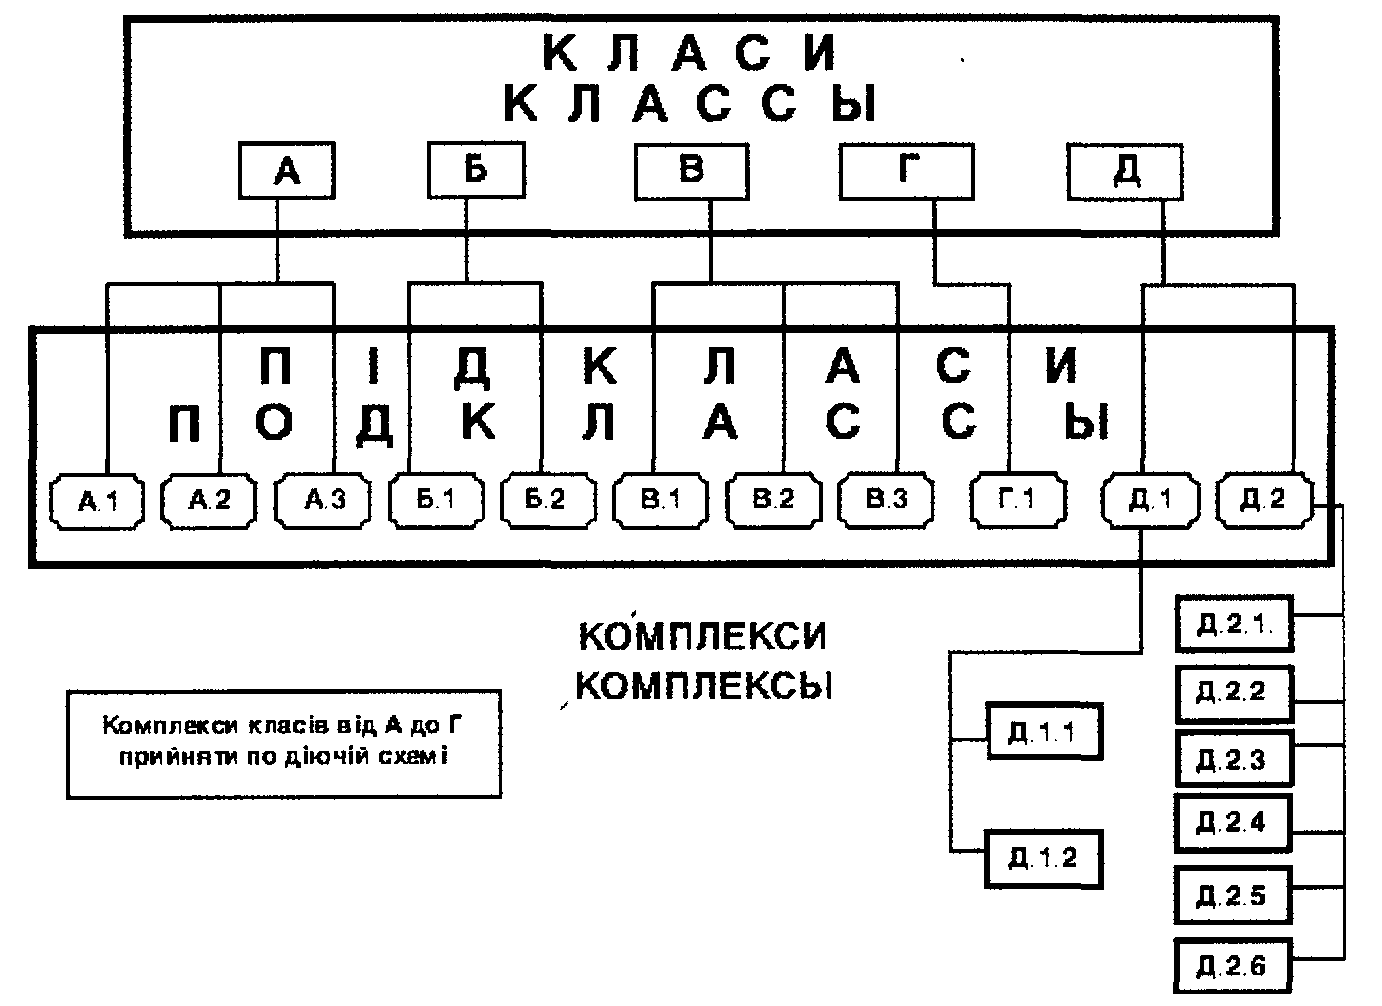 К Л А С И
К Л А С С Ы
А Б В Г Д
П І Д К Л А С И
П О Д К Л А С С Ы
А.1 А.2 А.3 Б.1 Б.2 В.1 В.2 В.3 Г.1 Д.1 Д.2
КОМПЛЕКСИ
КОМПЛЕКСЫ
Комплекси класів від А до Г
прийняти по діючій схемі
Д.1.1
Д.1.2
Д.2.1.
Д.2.2
Д.2.3
Д.2.4
Д.2.5
Д.2.6